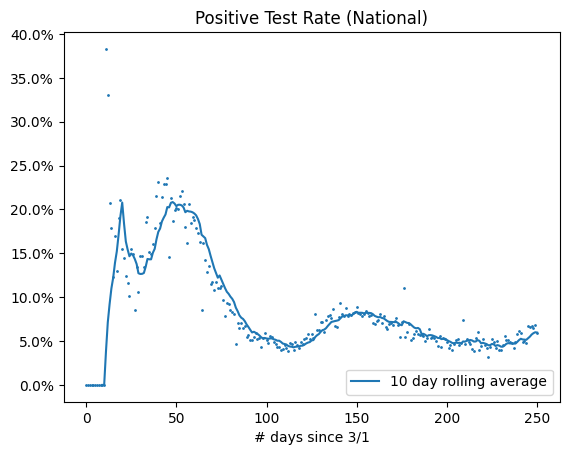 Positive Test Rate (National)
40.0%
35.0%
30.0%
25.0%
20.0%
15.0%
10.0%
5.0%
0.0%
10 day rolling average
0 50 100 150 200 250
# days since 3/1